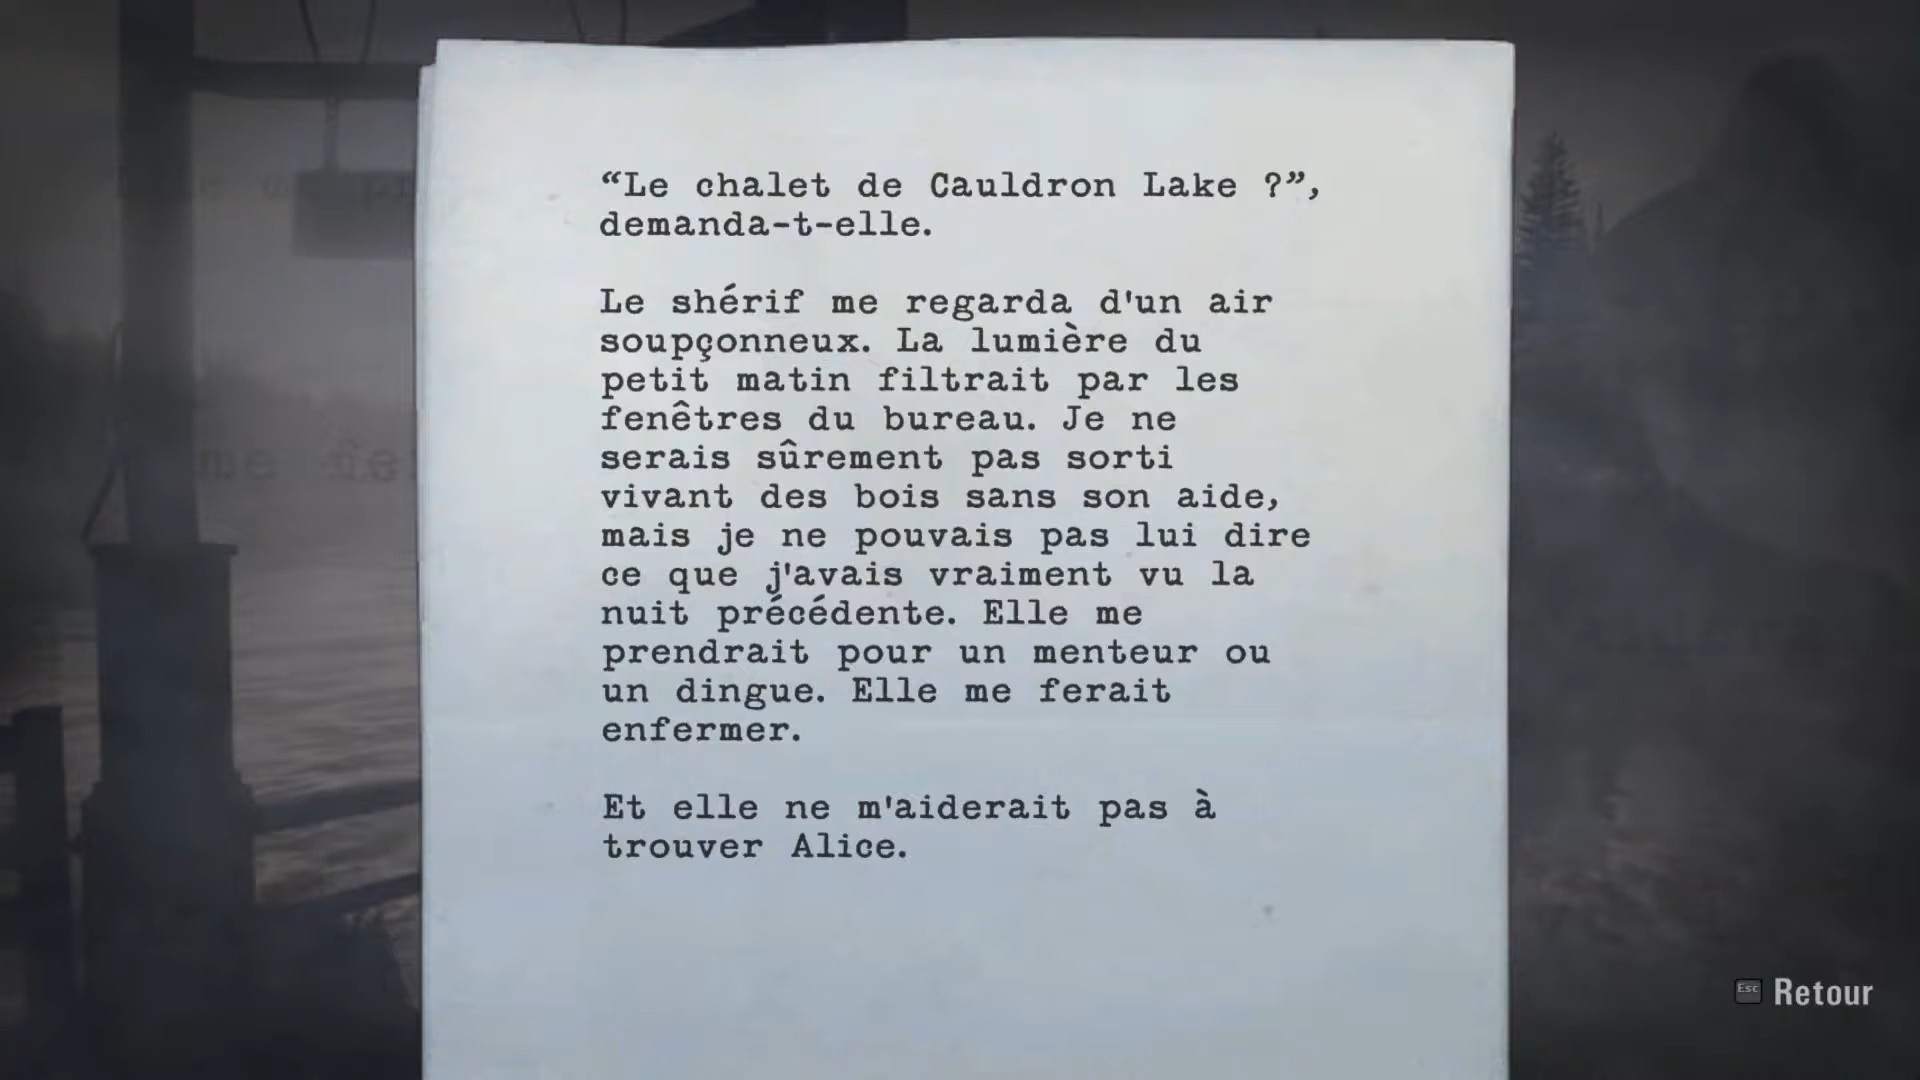 “Le chalet de Cauldron Lake ?”,
demanda-t-elle.
Le shérif me regarda d'un air
soupçonneux. La lumière du
petit matin filtrait par les
fenêtres du bureau. Je ne
serais sûrement pas sorti
vivant des bois sans son aide,
mais je ne pouvais pas lui dire
ce que j'avais vraiment vu la
nuit précédente. Elle me
prendrait pour un menteur ou
un dingue. Elle me ferait
enfermer.
Et elle ne m'aiderait pas à
trouver Alice.
Esc Retour